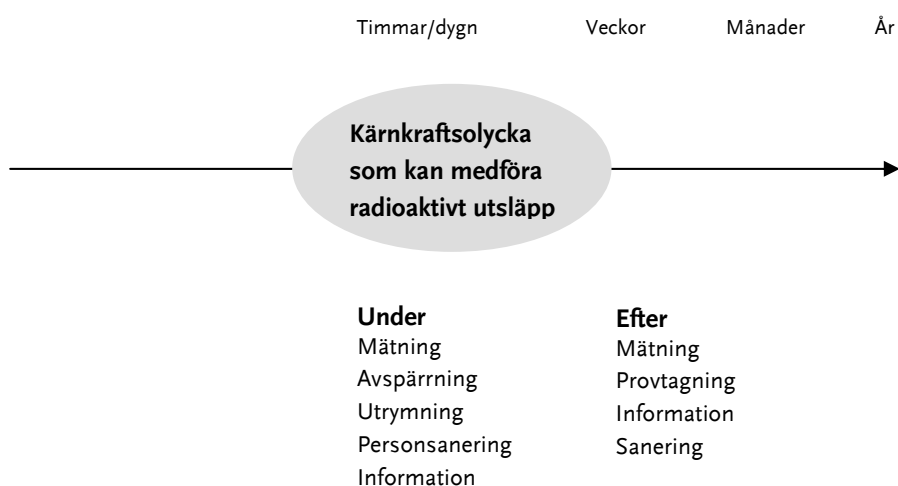 Timmar/dygn Veckor Månader År
Kärnkraftsolycka
som kan medföra
radioaktivt utsläpp
Under
Mätning
Avspärrning
Utrymning
Personsanering
Information
Efter
Mätning
Provtagning
Information
Sanering